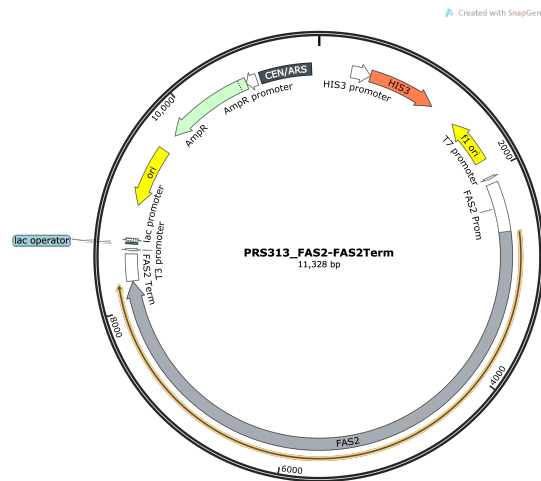 Created with SnapGen
CEN/ARS
HIS3 promoter
HIS3
AmpR promoter
AmpR
10,000
f1 ori
2000
T7 promoter
ori
FAS2 Prom
lac promoter
lac operator
T3 promoter
FAS2 Term
PRS313_FAS2-FAS2Term
11,328 bp
8000
4000
FAS2
6000